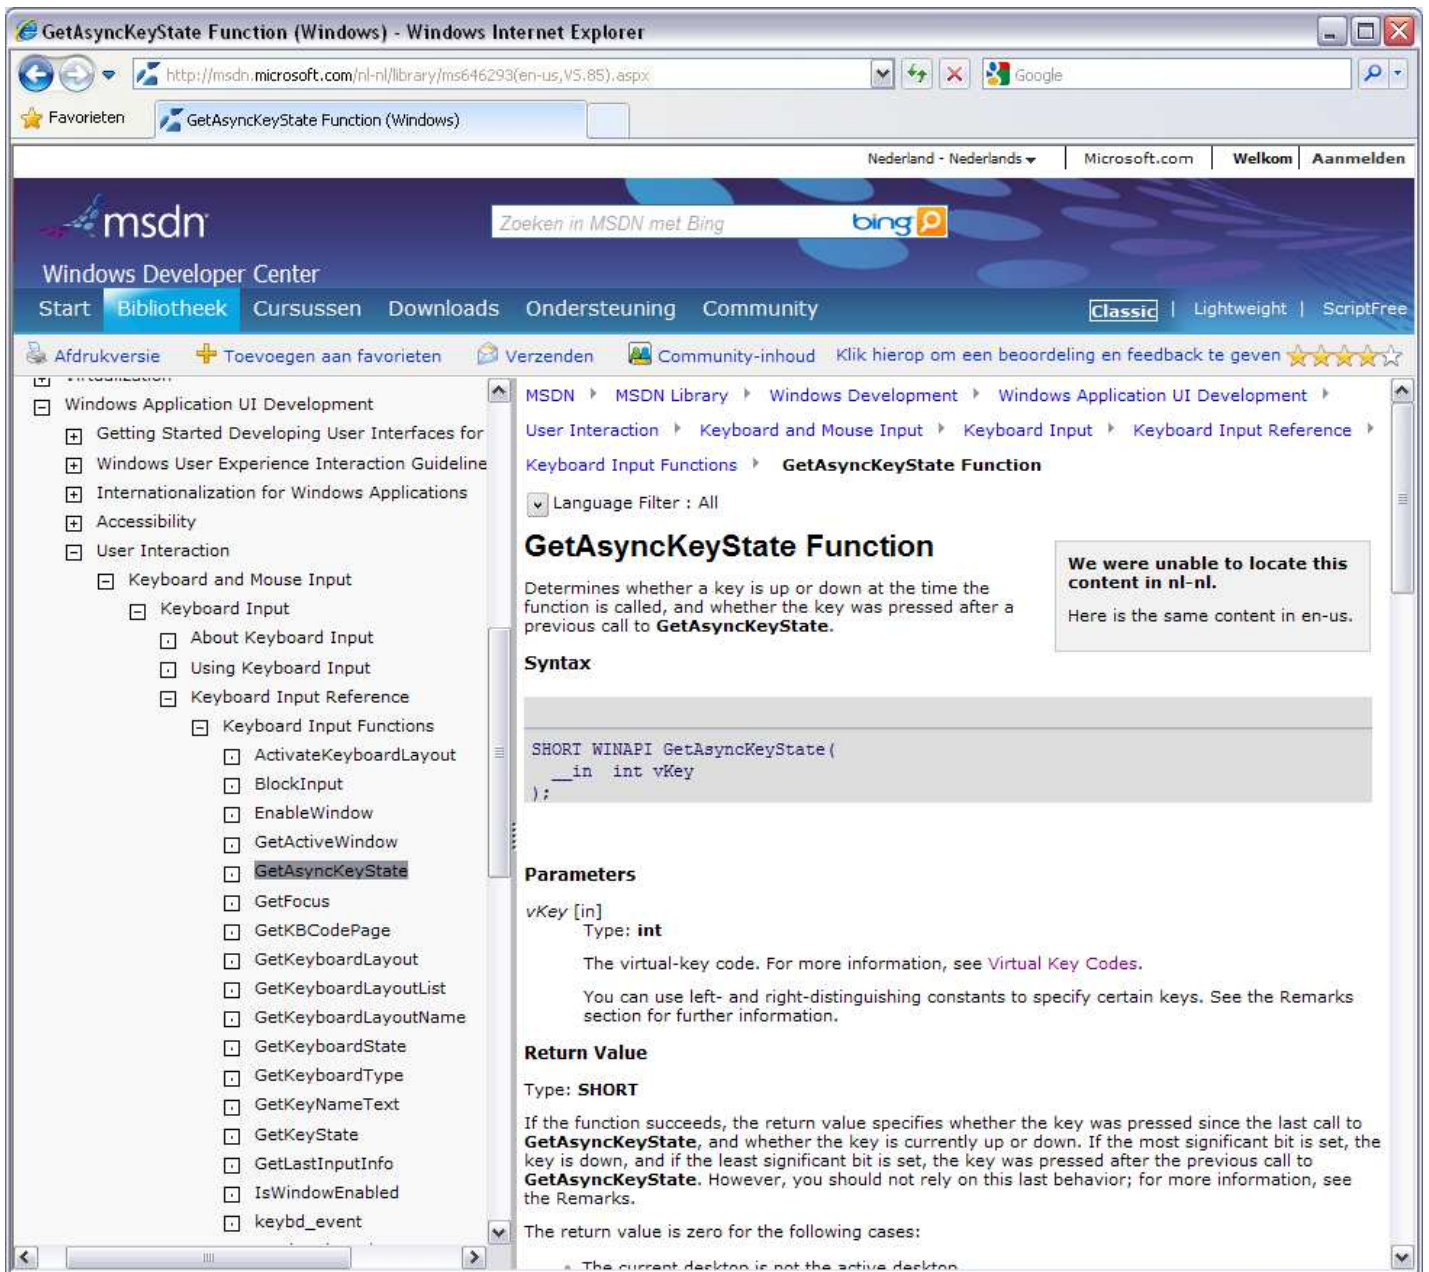 GetAsyncKeyState Function (Windows) - Windows Internet Explorer
http://msdn.microsoft.com/nl-nl/library/ms646293(en-us,VS.85).aspx
Google
Favorieten
GetAsyncKeyState Function (Windows)
Nederland - Nederlands
Microsoft.com
Welkom
Aanmelden
msdn
Zoeken in MSDN met Bing
bing
Windows Developer Center
Start Bibliotheek Cursussen Downloads Ondersteuning Community
Classic | Lightweight | ScriptFree
Afdrukversie Toevoegen aan favorieten Verzenden Community-inhoud Klik hierop om een beoordeling en feedback te geven
Virtualization
Windows Application UI Development
Getting Started Developing User Interfaces for
Windows User Experience Interaction Guideline
Internationalization for Windows Applications
Accessibility
User Interaction
Keyboard and Mouse Input
Keyboard Input
About Keyboard Input
Using Keyboard Input
Keyboard Input Reference
Keyboard Input Functions
ActivateKeyboardLayout
BlockInput
EnableWindow
GetActiveWindow
GetAsyncKeyState
GetFocus
GetKBCodePage
GetKeyboardLayout
GetKeyboardLayoutList
GetKeyboardLayoutName
GetKeyboardState
GetKeyboardType
GetKeyNameText
GetKeyState
GetLastInputInfo
IsWindowEnabled
keybd_event
MSDN MSDN Library Windows Development Windows Application UI Development
User Interaction Keyboard and Mouse Input Keyboard Input Keyboard Input Reference
Keyboard Input Functions GetAsyncKeyState Function
Language Filter : All
GetAsyncKeyState Function
We were unable to locate this
content in nl-nl.
Here is the same content in en-us.
Determines whether a key is up or down at the time the
function is called, and whether the key was pressed after a
previous call to GetAsyncKeyState.
Syntax
SHORT WINAPI GetAsyncKeyState(
__in int vKey
);
Parameters
vKey [in]
Type: int
The virtual-key code. For more information, see Virtual Key Codes.
You can use left- and right-distinguishing constants to specify certain keys. See the Remarks
section for further information.
Return Value
Type: SHORT
If the function succeeds, the return value specifies whether the key was pressed since the last call to
GetAsyncKeyState, and whether the key is currently up or down. If the most significant bit is set, the
key is down, and if the least significant bit is set, the key was pressed after the previous call to
GetAsyncKeyState. However, you should not rely on this last behavior; for more information, see
the Remarks.
The return value is zero for the following cases:
The current desktop is not the active desktop